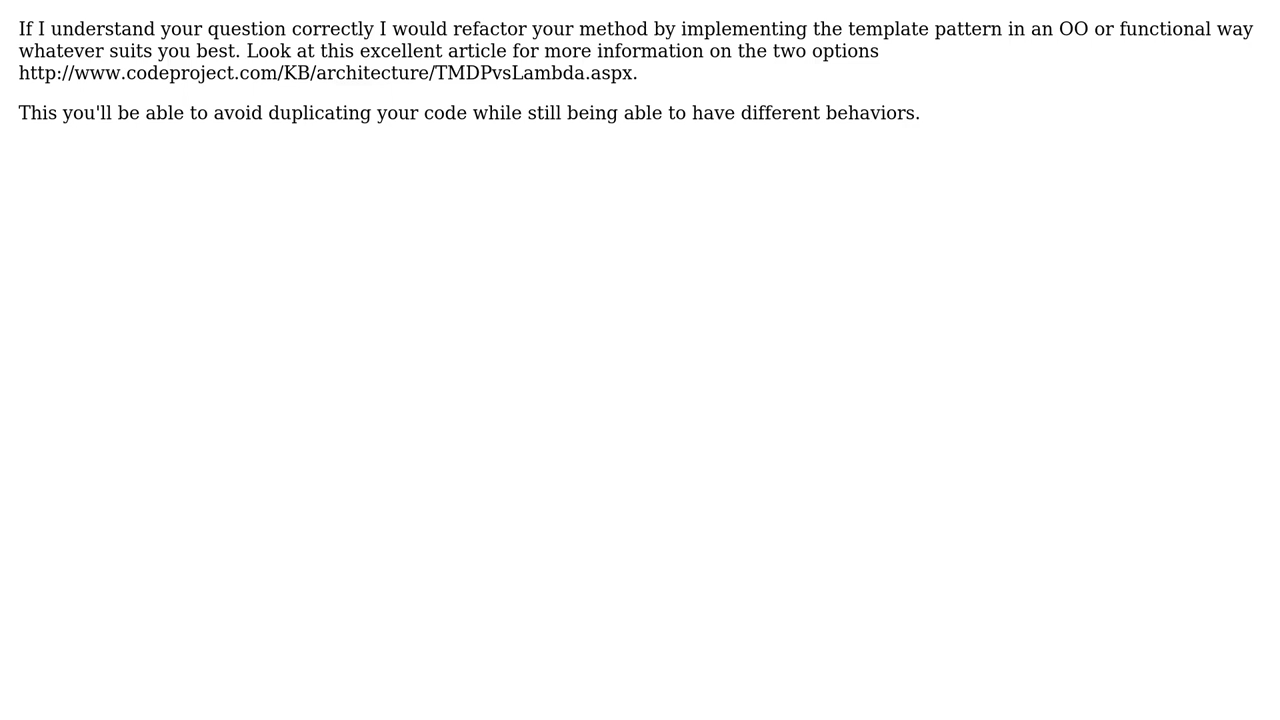 If I understand your question correctly I would refactor your method by implementing the template pattern in an OO or functional way
whatever suits you best. Look at this excellent article for more information on the two options
http://www.codeproject.com/KB/architecture/TMDPvsLambda.aspx.
This you'll be able to avoid duplicating your code while still being able to have different behaviors.